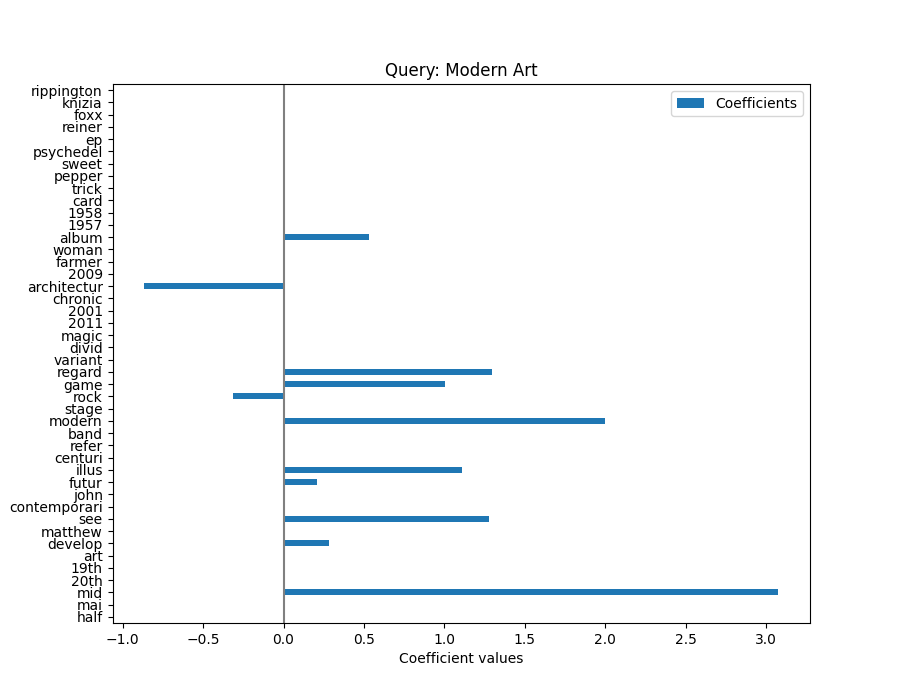 Query: Modern Art
Coefficients
rippington
knizia
foxx
reiner
ep
psychedel
sweet
pepper
trick
card
1958
1957
album
woman
farmer
2009
architectur
chronic
2001
2011
magic
divid
variant
regard
game
rock
stage
modern
band
refer
centuri
illus
futur
john
contemporari
see
matthew
develop
art
19th
20th
mid
mai
half
−1.0 −0.5 0.0 0.5 1.0 1.5 2.0 2.5 3.0
Coefficient values